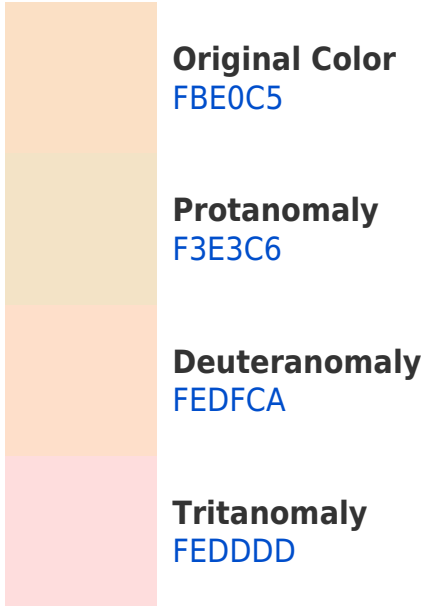 Original Color
FBE0C5
Protanomaly
F3E3C6
Deuteranomaly
FEDFCA
Tritanomaly
FEDDDD